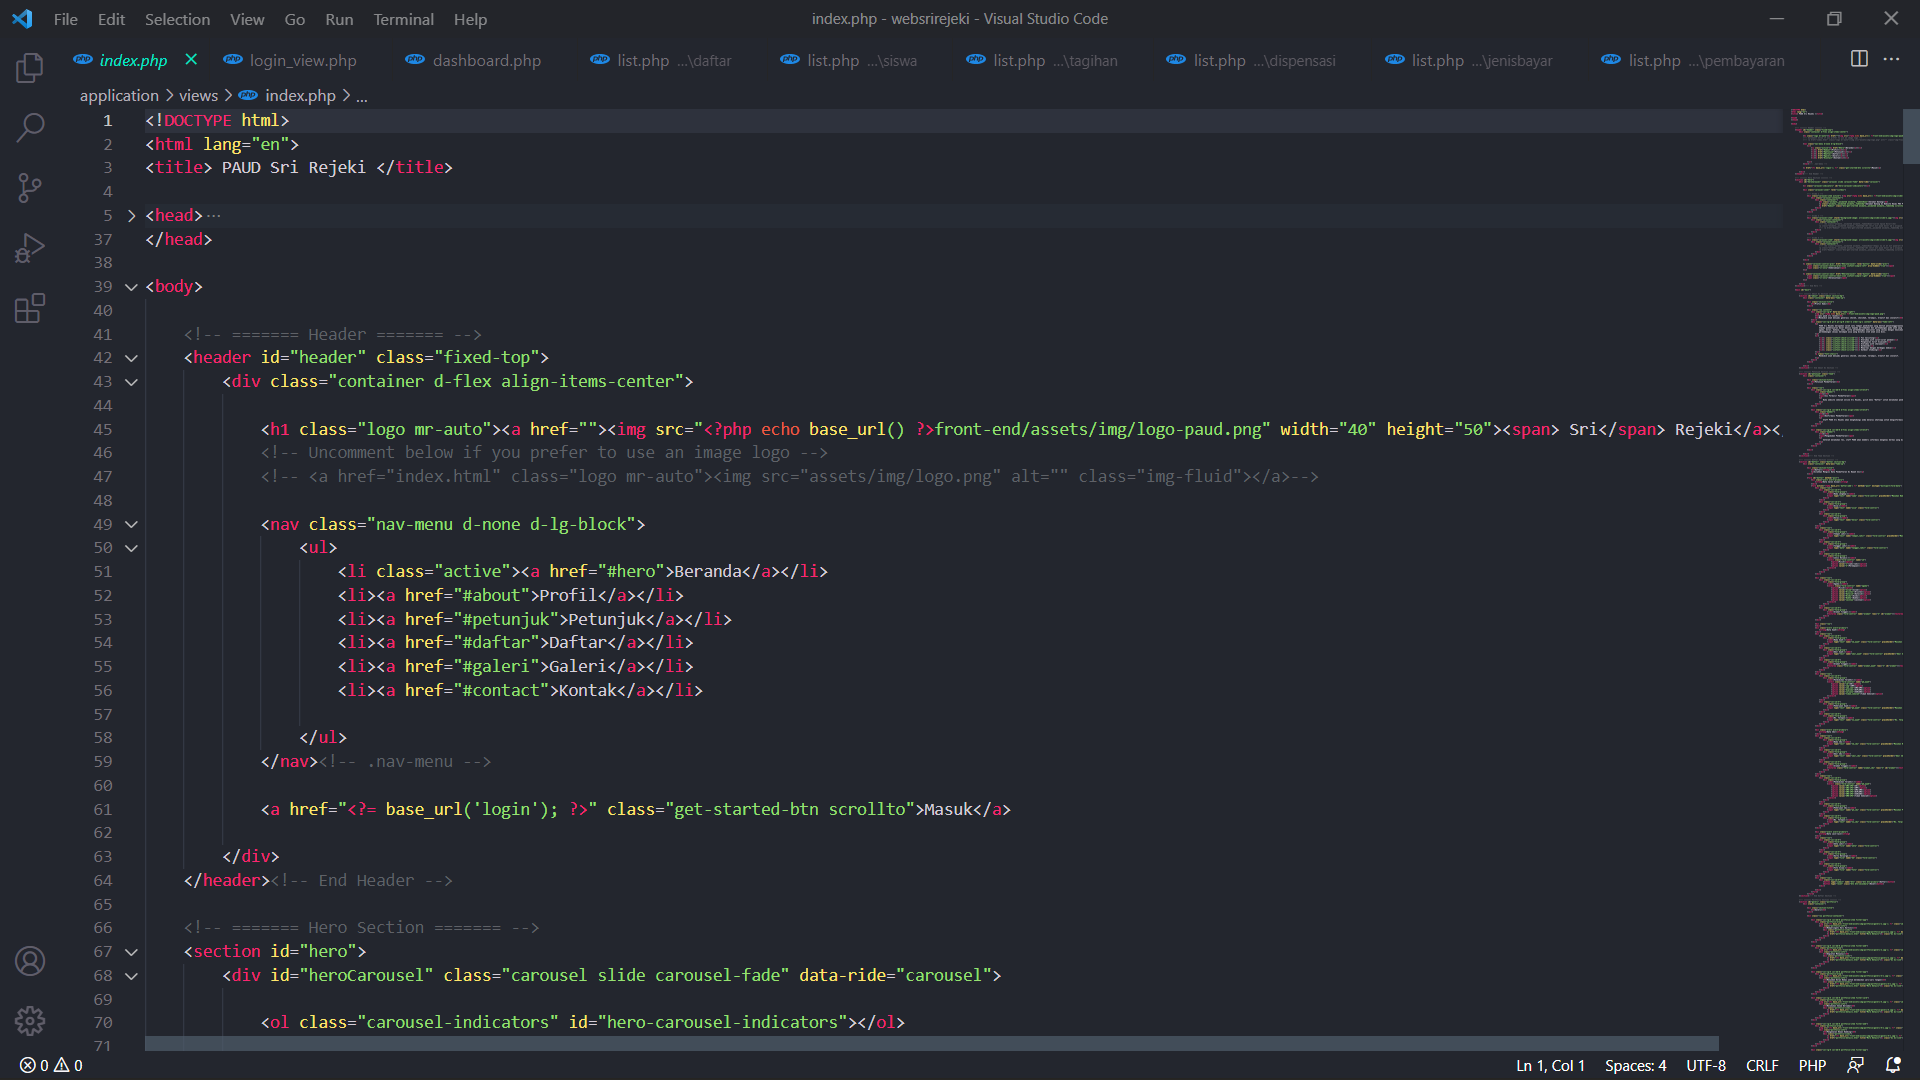 File Edit Selection View Go Run Terminal Help
index.php - websrirejeki - Visual Studio Code
php index.php php login_view.php php dashboard.php php list.php ...\daftar php list.php ...\siswa php list.php ...\tagihan php list.php ...\dispensasi php list.php ...\jenisbayar php list.php ...\pembayaran
application > views > php index.php > ...
1 <!DOCTYPE html>
2 <html lang="en">
3 <title> PAUD Sri Rejeki </title>
4
5 <head>···
37 </head>
38
39 <body>
40
41 <!-- ======= Header ======= -->
42 <header id="header" class="fixed-top">
43 <div class="container d-flex align-items-center">
44
45 <h1 class="logo mr-auto"><a href=""><img src="<?php echo base_url() ?>front-end/assets/img/logo-paud.png" width="40" height="50"><span> Sri</span> Rejeki</a><
46 <!-- Uncomment below if you prefer to use an image logo -->
47 <!-- <a href="index.html" class="logo mr-auto"><img src="assets/img/logo.png" alt="" class="img-fluid"></a>-->
48
49 <nav class="nav-menu d-none d-lg-block">
50 <ul>
51 <li class="active"><a href="#hero">Beranda</a></li>
52 <li><a href="#about">Profil</a></li>
53 <li><a href="#petunjuk">Petunjuk</a></li>
54 <li><a href="#daftar">Daftar</a></li>
55 <li><a href="#galeri">Galeri</a></li>
56 <li><a href="#contact">Kontak</a></li>
57
58 </ul>
59 </nav><!-- .nav-menu -->
60
61 <a href="<?= base_url('login'); ?>" class="get-started-btn scrollto">Masuk</a>
62
63 </div>
64 </header><!-- End Header -->
65
66 <!-- ======= Hero Section ======= -->
67 <section id="hero">
68 <div id="heroCarousel" class="carousel slide carousel-fade" data-ride="carousel">
69
70 <ol class="carousel-indicators" id="hero-carousel-indicators"></ol>
71
0 0 Ln 1, Col 1 Spaces: 4 UTF-8 CRLF PHP